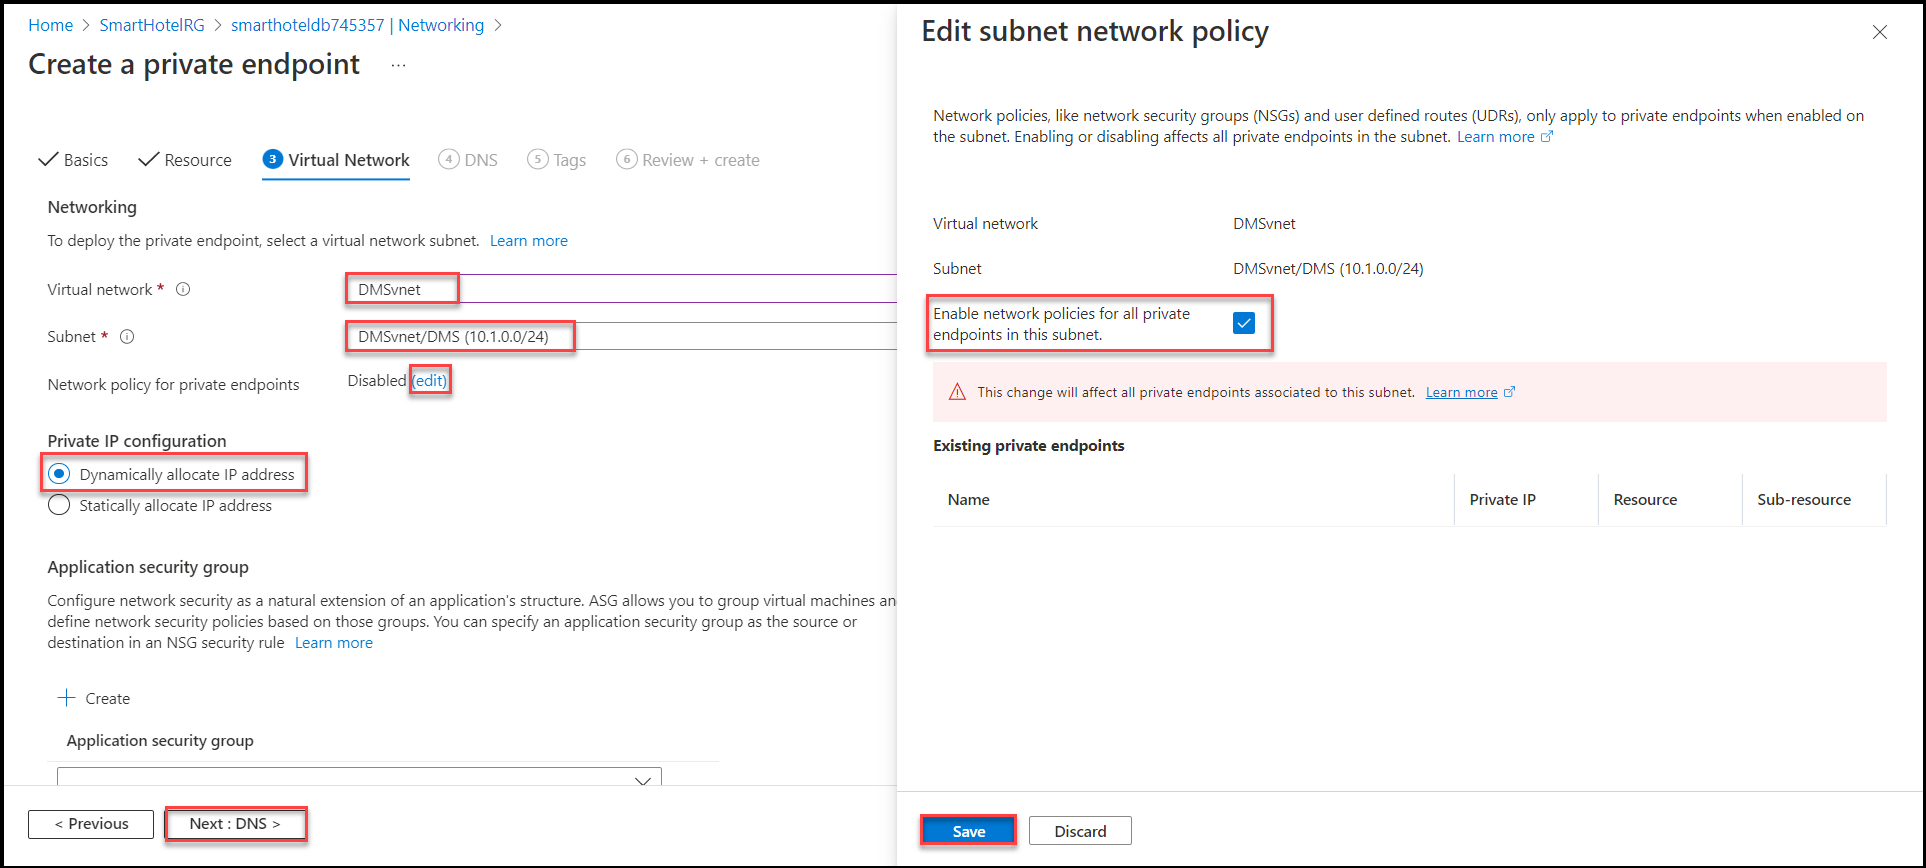 Home > SmartHotelRG > smarthoteldb745357 | Networking >
Create a private endpoint ...
Basics Resource 3 Virtual Network 4 DNS 5 Tags 6 Review + create
Networking
To deploy the private endpoint, select a virtual network subnet. Learn more
Virtual network * DMSvnet
Subnet * DMSvnet/DMS (10.1.0.0/24)
Network policy for private endpoints Disabled (edit)
Private IP configuration
Dynamically allocate IP address
Statically allocate IP address
Application security group
Configure network security as a natural extension of an application's structure. ASG allows you to group virtual machines an
define network security policies based on those groups. You can specify an application security group as the source or
destination in an NSG security rule Learn more
+ Create
Application security group
< Previous Next : DNS >
Edit subnet network policy
Network policies, like network security groups (NSGs) and user defined routes (UDRs), only apply to private endpoints when enabled on
the subnet. Enabling or disabling affects all private endpoints in the subnet. Learn more
Virtual network DMSvnet
Subnet DMSvnet/DMS (10.1.0.0/24)
Enable network policies for all private
endpoints in this subnet.
This change will affect all private endpoints associated to this subnet. Learn more
Existing private endpoints
Name Private IP Resource Sub-resource
Save Discard